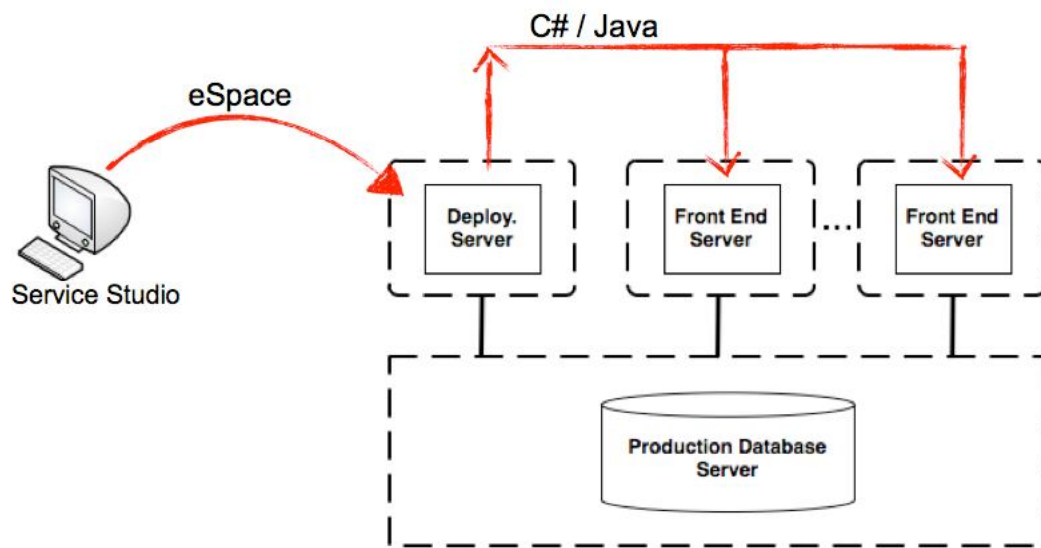 C# / Java
eSpace
Service Studio
Deploy.
Server
Front End
Server
...
Front End
Server
Production Database
Server